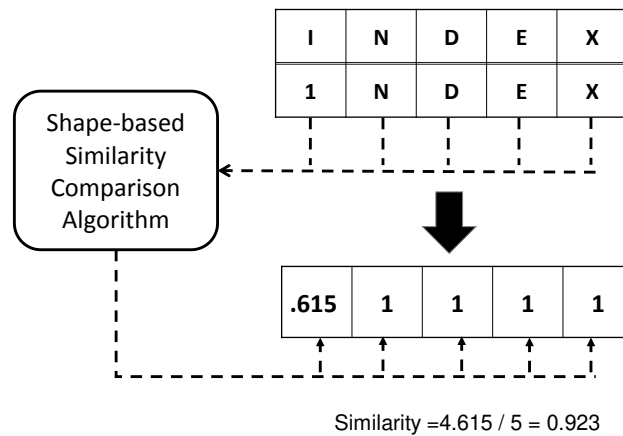 I N D E X
1 N D E X
Shape-based
Similarity
Comparison
Algorithm
.615 1 1 1 1
Similarity =4.615 / 5 = 0.923